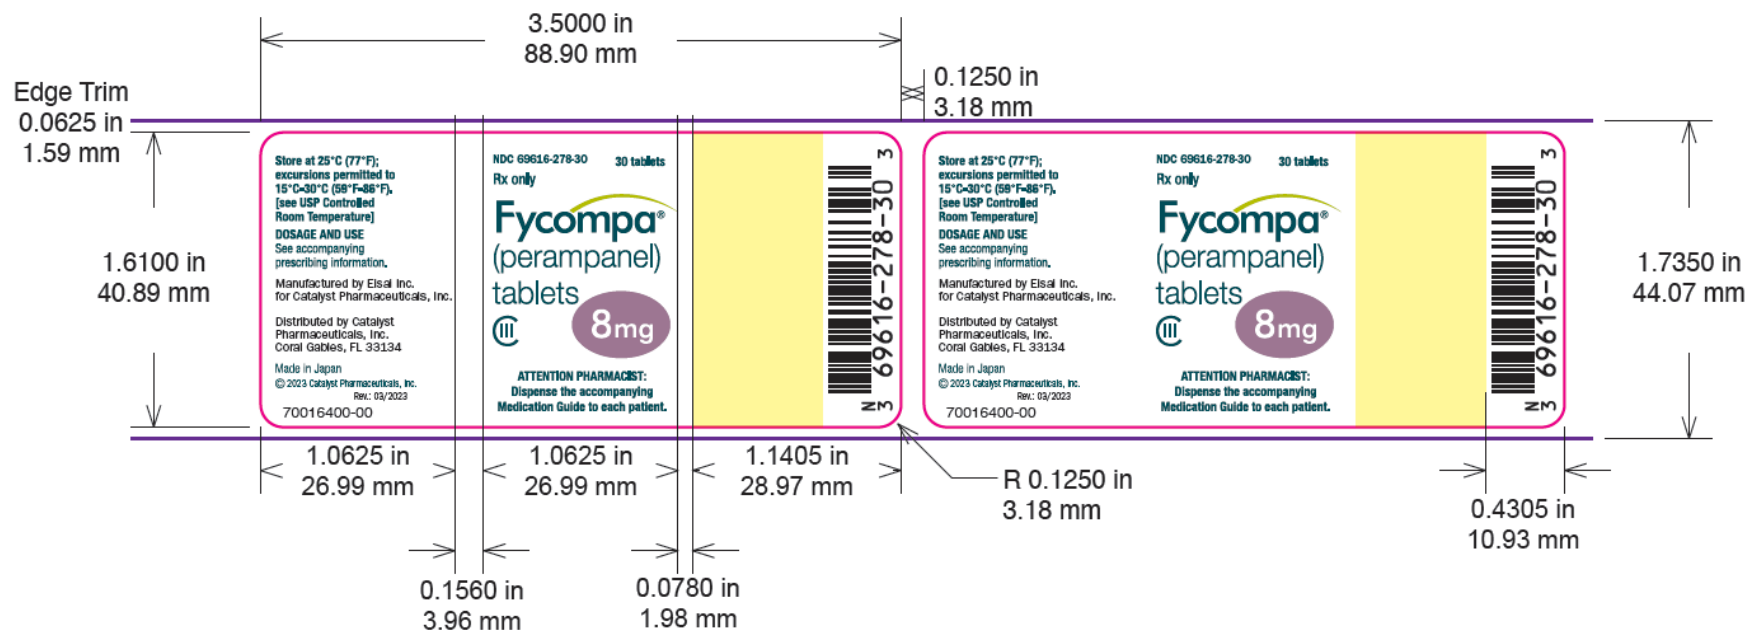 3.5000 in
88.90 mm
0.1250 in
3.18 mm
Edge Trim
0.0625 in
1.59 mm
1.6100 in
40.89 mm
Store at 25°C (77°F);
excursions permitted to
15°C-30°C (59°F-86°F).
[see USP Controlled
Room Temperature]
DOSAGE AND USE
See accompanying
prescribing information.
Manufactured by Eisai Inc.
for Catalyst Pharmaceuticals, Inc.
Distributed by Catalyst
Pharmaceuticals, Inc.
Coral Gables, FL 33134
Made in Japan
© 2023 Catalyst Pharmaceuticals, Inc.
Rev.: 03/2023
70016400-00
NDC 69616-278-30 30 tablets
Rx only
Fycompa®
(perampanel)
tablets
CIII
8mg
ATTENTION PHARMACIST:
Dispense the accompanying
Medication Guide to each patient.
N
3 69616-278-30 3
Store at 25°C (77°F);
excursions permitted to
15°C-30°C (59°F-86°F).
[see USP Controlled
Room Temperature]
DOSAGE AND USE
See accompanying
prescribing information.
Manufactured by Eisai Inc.
for Catalyst Pharmaceuticals, Inc.
Distributed by Catalyst
Pharmaceuticals, Inc.
Coral Gables, FL 33134
Made in Japan
© 2023 Catalyst Pharmaceuticals, Inc.
Rev.: 03/2023
70016400-00
NDC 69616-278-30 30 tablets
Rx only
Fycompa®
(perampanel)
tablets
CIII
8mg
ATTENTION PHARMACIST:
Dispense the accompanying
Medication Guide to each patient.
N
3 69616-278-30 3
1.7350 in
44.07 mm
1.0625 in
26.99 mm
1.0625 in
26.99 mm
1.1405 in
28.97 mm
R 0.1250 in
3.18 mm
0.4305 in
10.93 mm
0.1560 in
3.96 mm
0.0780 in
1.98 mm